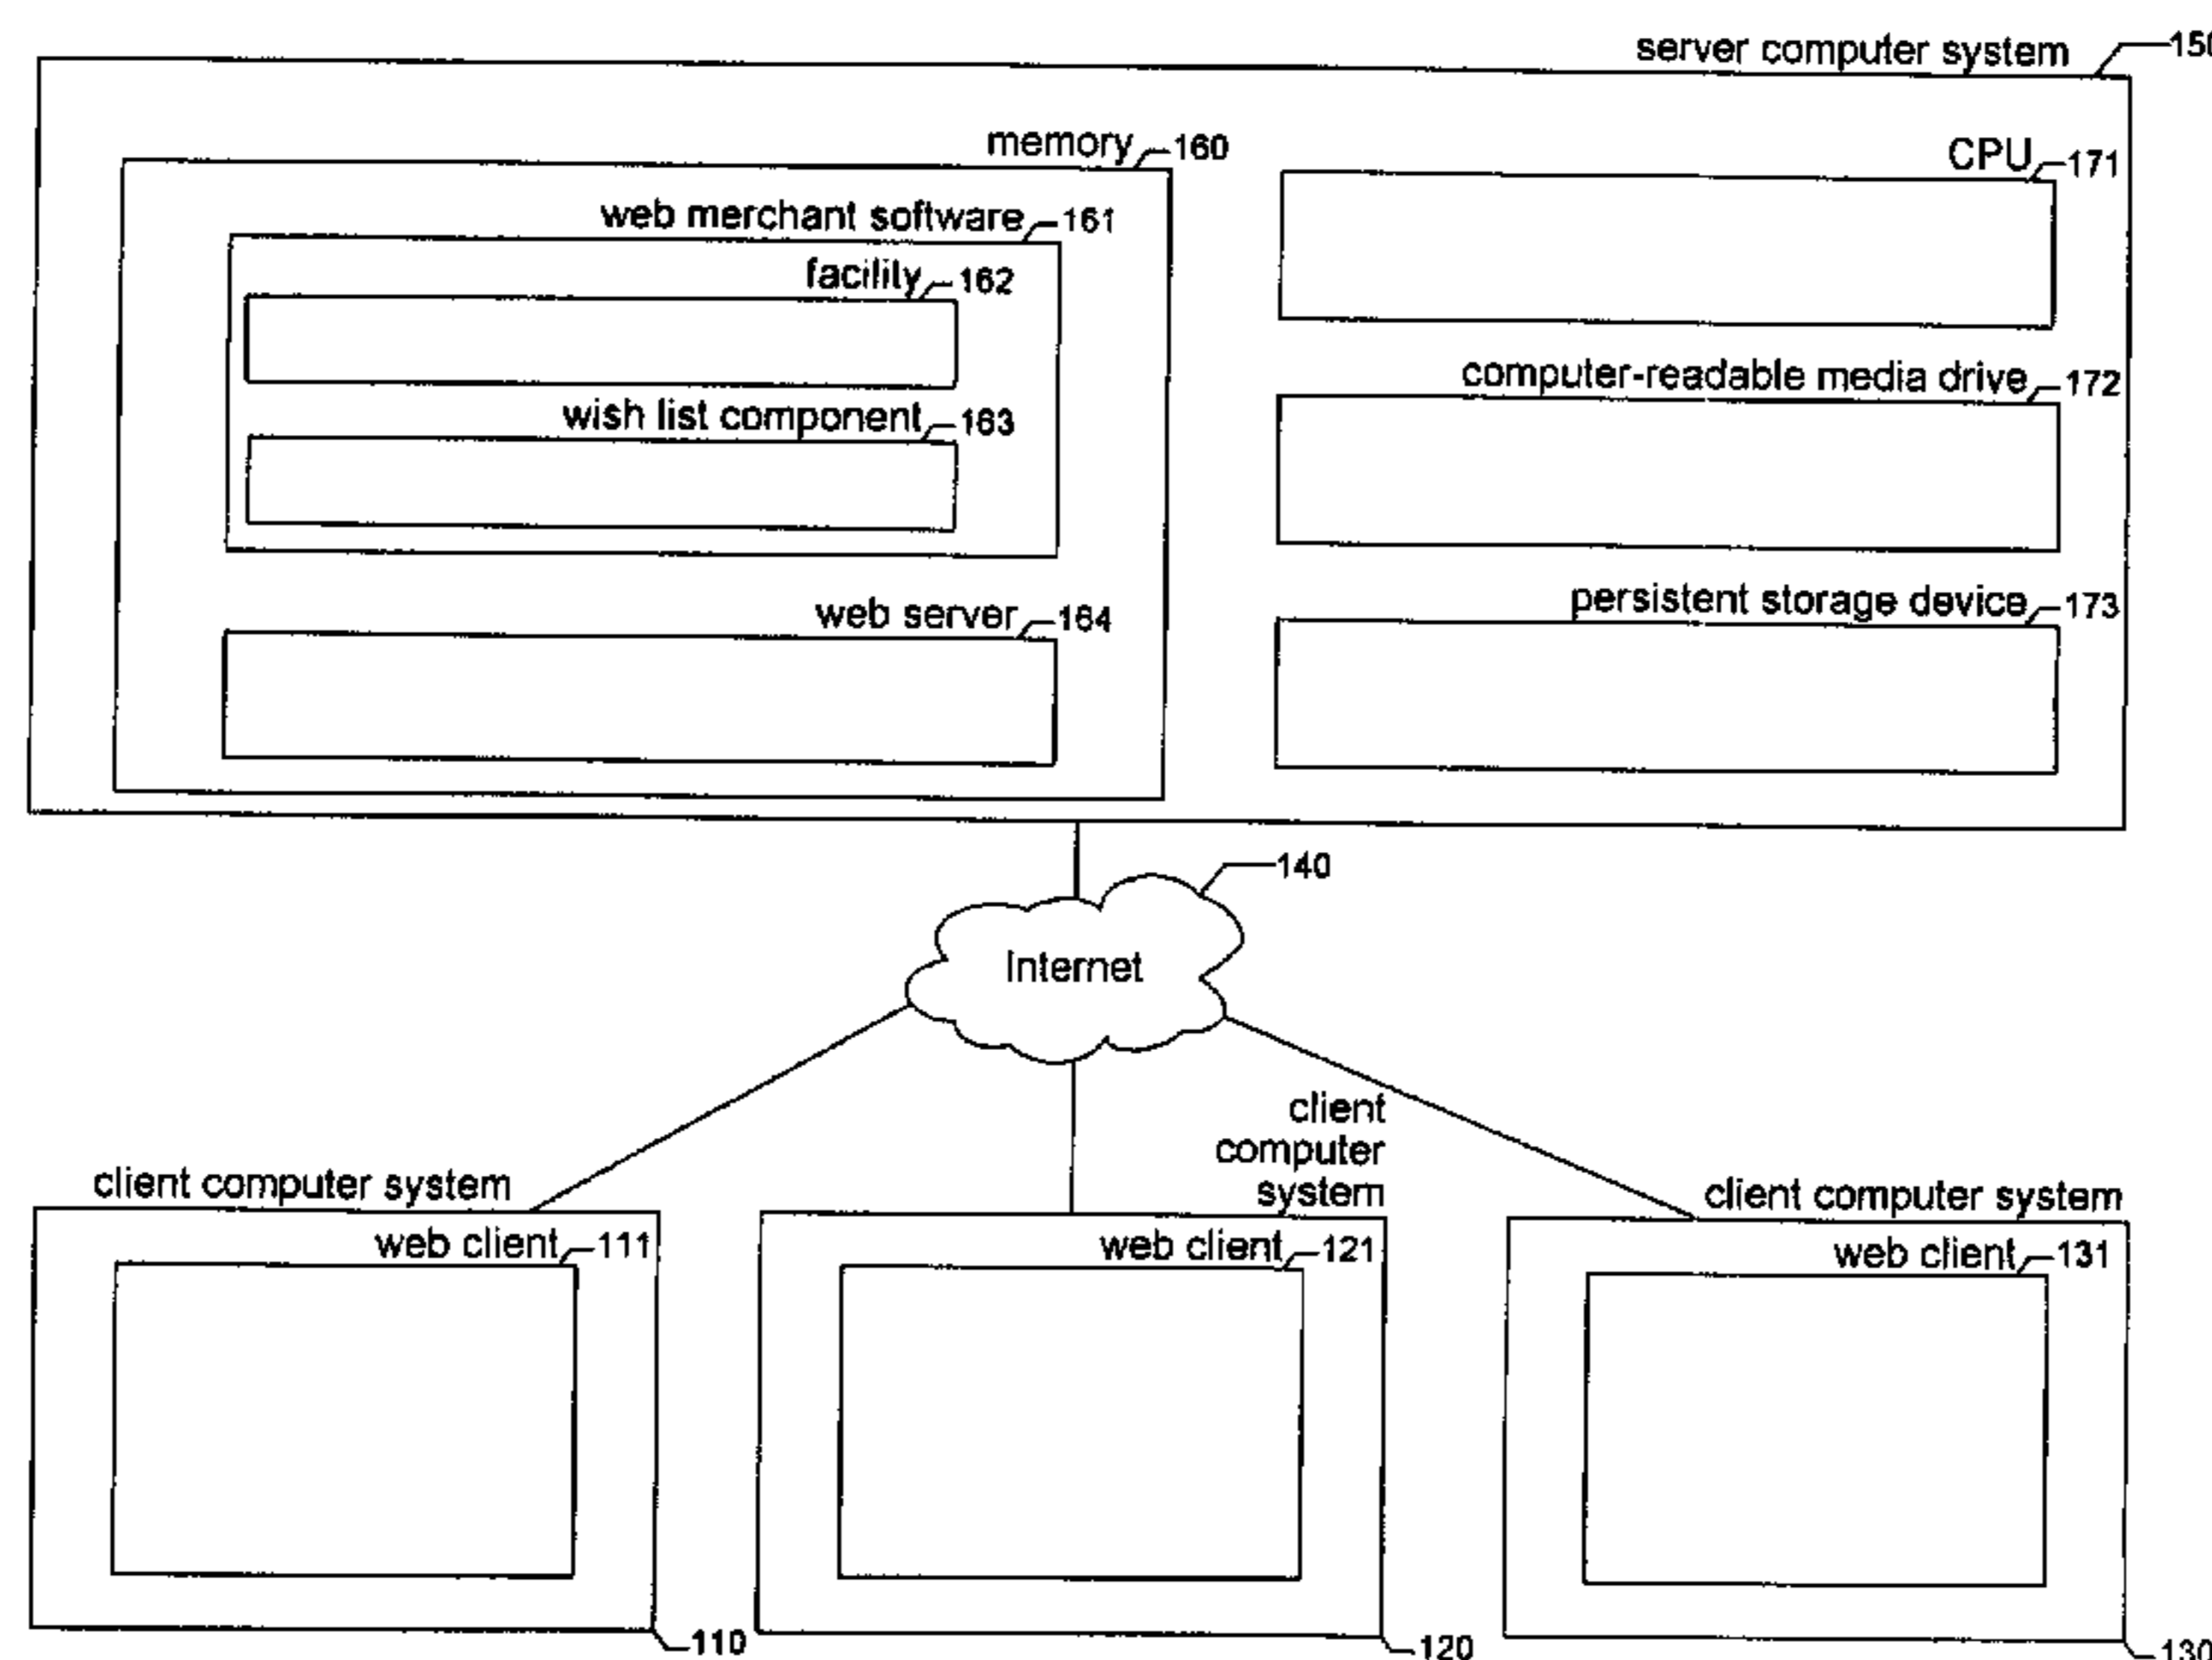 server computer system 150
memory 160
CPU 171
web merchant software 161
facility 162
wish list component 163
web server 164
computer-readable media drive 172
persistent storage device 173
140
Internet
client computer system
web client 111
110
client
computer
system
web client 121
120
client computer system
web client 131
130